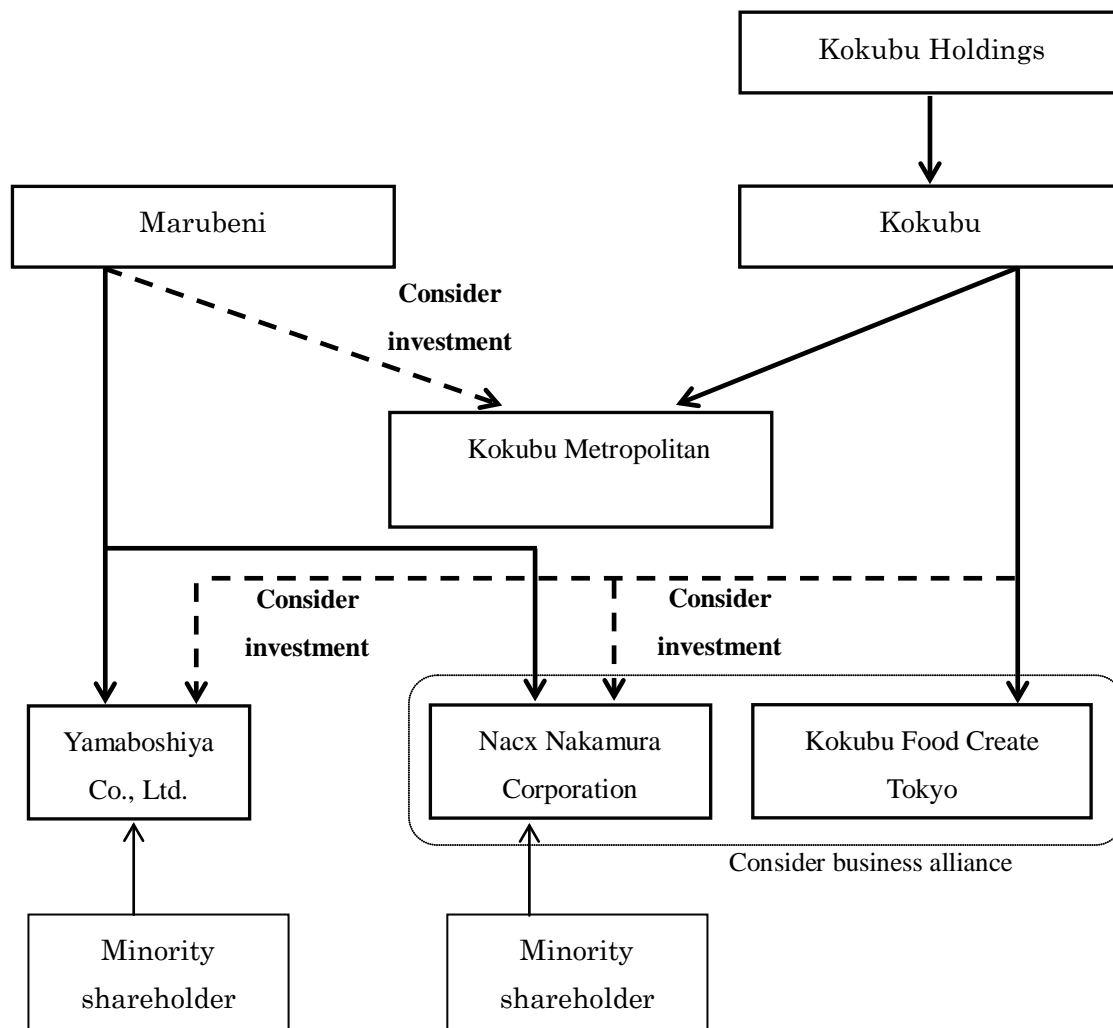 Kokubu Holdings
Marubeni
Kokubu
Consider
investment
Kokubu Metropolitan
Consider
investment
Consider
investment
Yamaboshiya
Co., Ltd.
Nacx Nakamura
Corporation
Kokubu Food Create
Tokyo
Consider business alliance
Minority
shareholder
Minority
shareholder